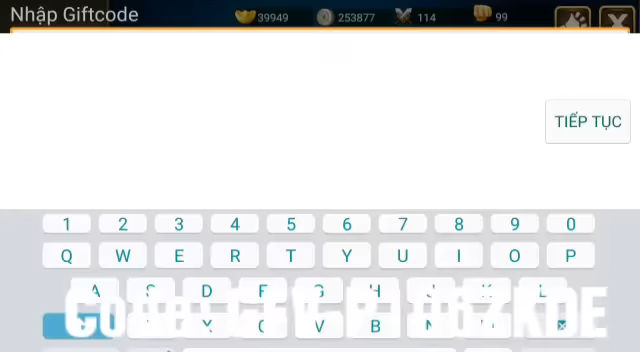 Nhập Giftcode 39949 253877 114 99
TIẾP TỤC
1 2 3 4 5 6 7 8 9 0
Q W E R T Y U I O P
A S D F G H J K L
X C V B N